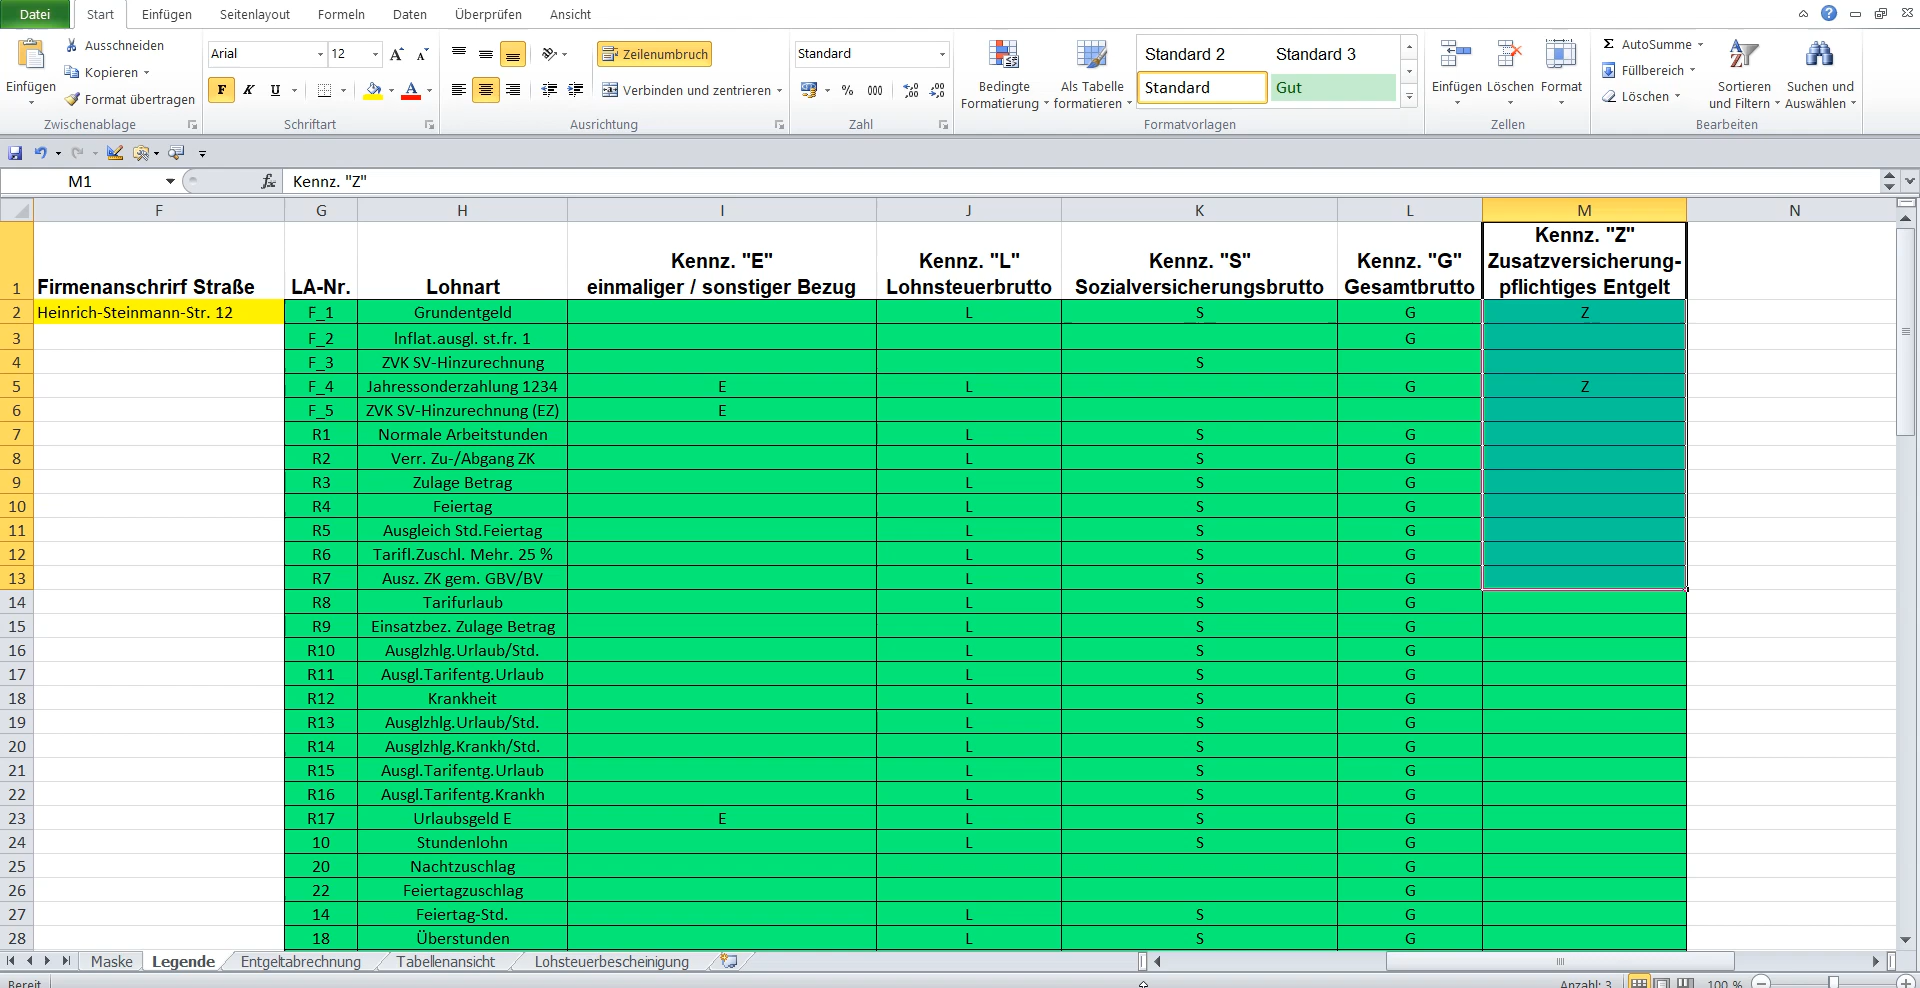 Datei Start Einfügen Seitenlayout Formeln Daten Überprüfen Ansicht
Einfügen
Ausschneiden
Kopieren
Format übertragen
Zwischenablage
Arial 12
F K U A
Schriftart
Zeilenumbruch
Verbinden und zentrieren
Ausrichtung
Standard
% 000
Zahl
Bedingte Formatierung
Als Tabelle formatieren
Standard 2 Standard 3
Standard Gut
Formatvorlagen
Einfügen Löschen Format
Zellen
Σ AutoSumme
Füllbereich
Löschen
Sortieren und Filtern
Suchen und Auswählen
Bearbeiten
M1 fx Kennz. "Z"
F G H I J K L M N
1 Firmenanschrirf Straße LA-Nr. Lohnart Kennz. "E" einmaliger / sonstiger Bezug Kennz. "L" Lohnsteuerbrutto Kennz. "S" Sozialversicherungsbrutto Kennz. "G" Gesamtbrutto Kennz. "Z" Zusatzversicherung-pflichtiges Entgelt
2 Heinrich-Steinmann-Str. 12 F_1 Grundentgeld L S G Z
3 F_2 Inflat.ausgl. st.fr. 1 G
4 F_3 ZVK SV-Hinzurechnung S
5 F_4 Jahressonderzahlung 1234 E L G Z
6 F_5 ZVK SV-Hinzurechnung (EZ) E
7 R1 Normale Arbeitstunden L S G
8 R2 Verr. Zu-/Abgang ZK L S G
9 R3 Zulage Betrag L S G
10 R4 Feiertag L S G
11 R5 Ausgleich Std.Feiertag L S G
12 R6 Tarifl.Zuschl. Mehr. 25 % L S G
13 R7 Ausz. ZK gem. GBV/BV L S G
14 R8 Tarifurlaub L S G
15 R9 Einsatzbez. Zulage Betrag L S G
16 R10 Ausglzhlg.Urlaub/Std. L S G
17 R11 Ausgl.Tarifentg.Urlaub L S G
18 R12 Krankheit L S G
19 R13 Ausglzhlg.Urlaub/Std. L S G
20 R14 Ausglzhlg.Krankh/Std. L S G
21 R15 Ausgl.Tarifentg.Urlaub L S G
22 R16 Ausgl.Tarifentg.Krankh L S G
23 R17 Urlaubsgeld E E L S G
24 10 Stundenlohn L S G
25 20 Nachtzuschlag G
26 22 Feiertagzuschlag G
27 14 Feiertag-Std. L S G
28 18 Überstunden L S G
Maske Legende Entgeltabrechnung Tabellenansicht Lohsteuerbescheinigung
Bereit Anzahl: 3 100 %